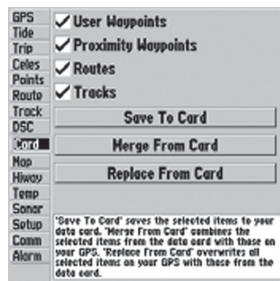 GPS
Tide
Trip
Celes
Points
Route
Track
DSC
Card
Map
Hiway
Temp
Sonar
Setup
Comm
Alarm
User Waypoints
Proximity Waypoints
Routes
Tracks
Save To Card
Merge From Card
Replace From Card
'Save To Card' saves the selected items to your
data card. 'Merge From Card' combines the
selected items from the data card with those on
your GPS. 'Replace From Card' overwrites all
selected items on your GPS with those from the
data card.